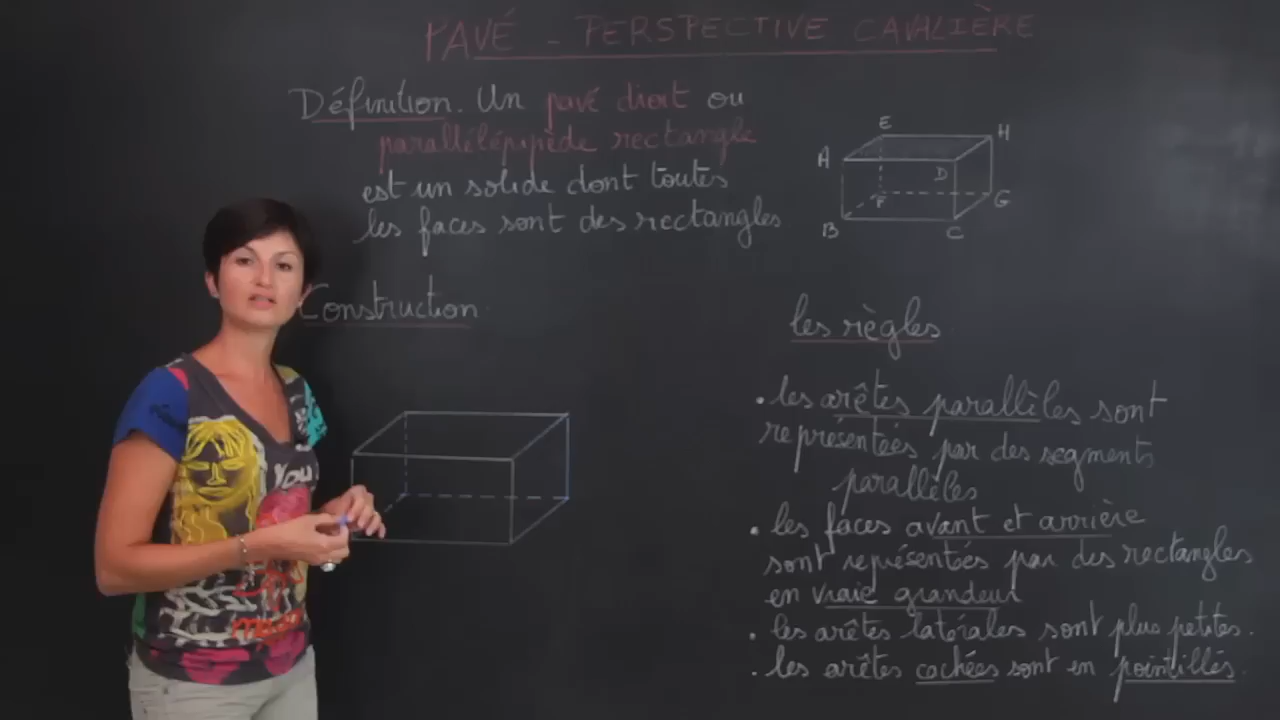 PAVÉ - PERSPECTIVE CAVALIÈRE
Définition. Un pavé droit ou
parallélépipède rectangle
est un solide dont toutes
les faces sont des rectangles
E
H
A
D
F
G
B
C
Construction.
les règles
. les arêtes parallèles sont
représentées par des segments
parallèles
. les faces avant et arrière
sont représentées par des rectangles
en vraie grandeur
. les arêtes latérales sont plus petites.
. les arêtes cachées sont en pointillés.
You